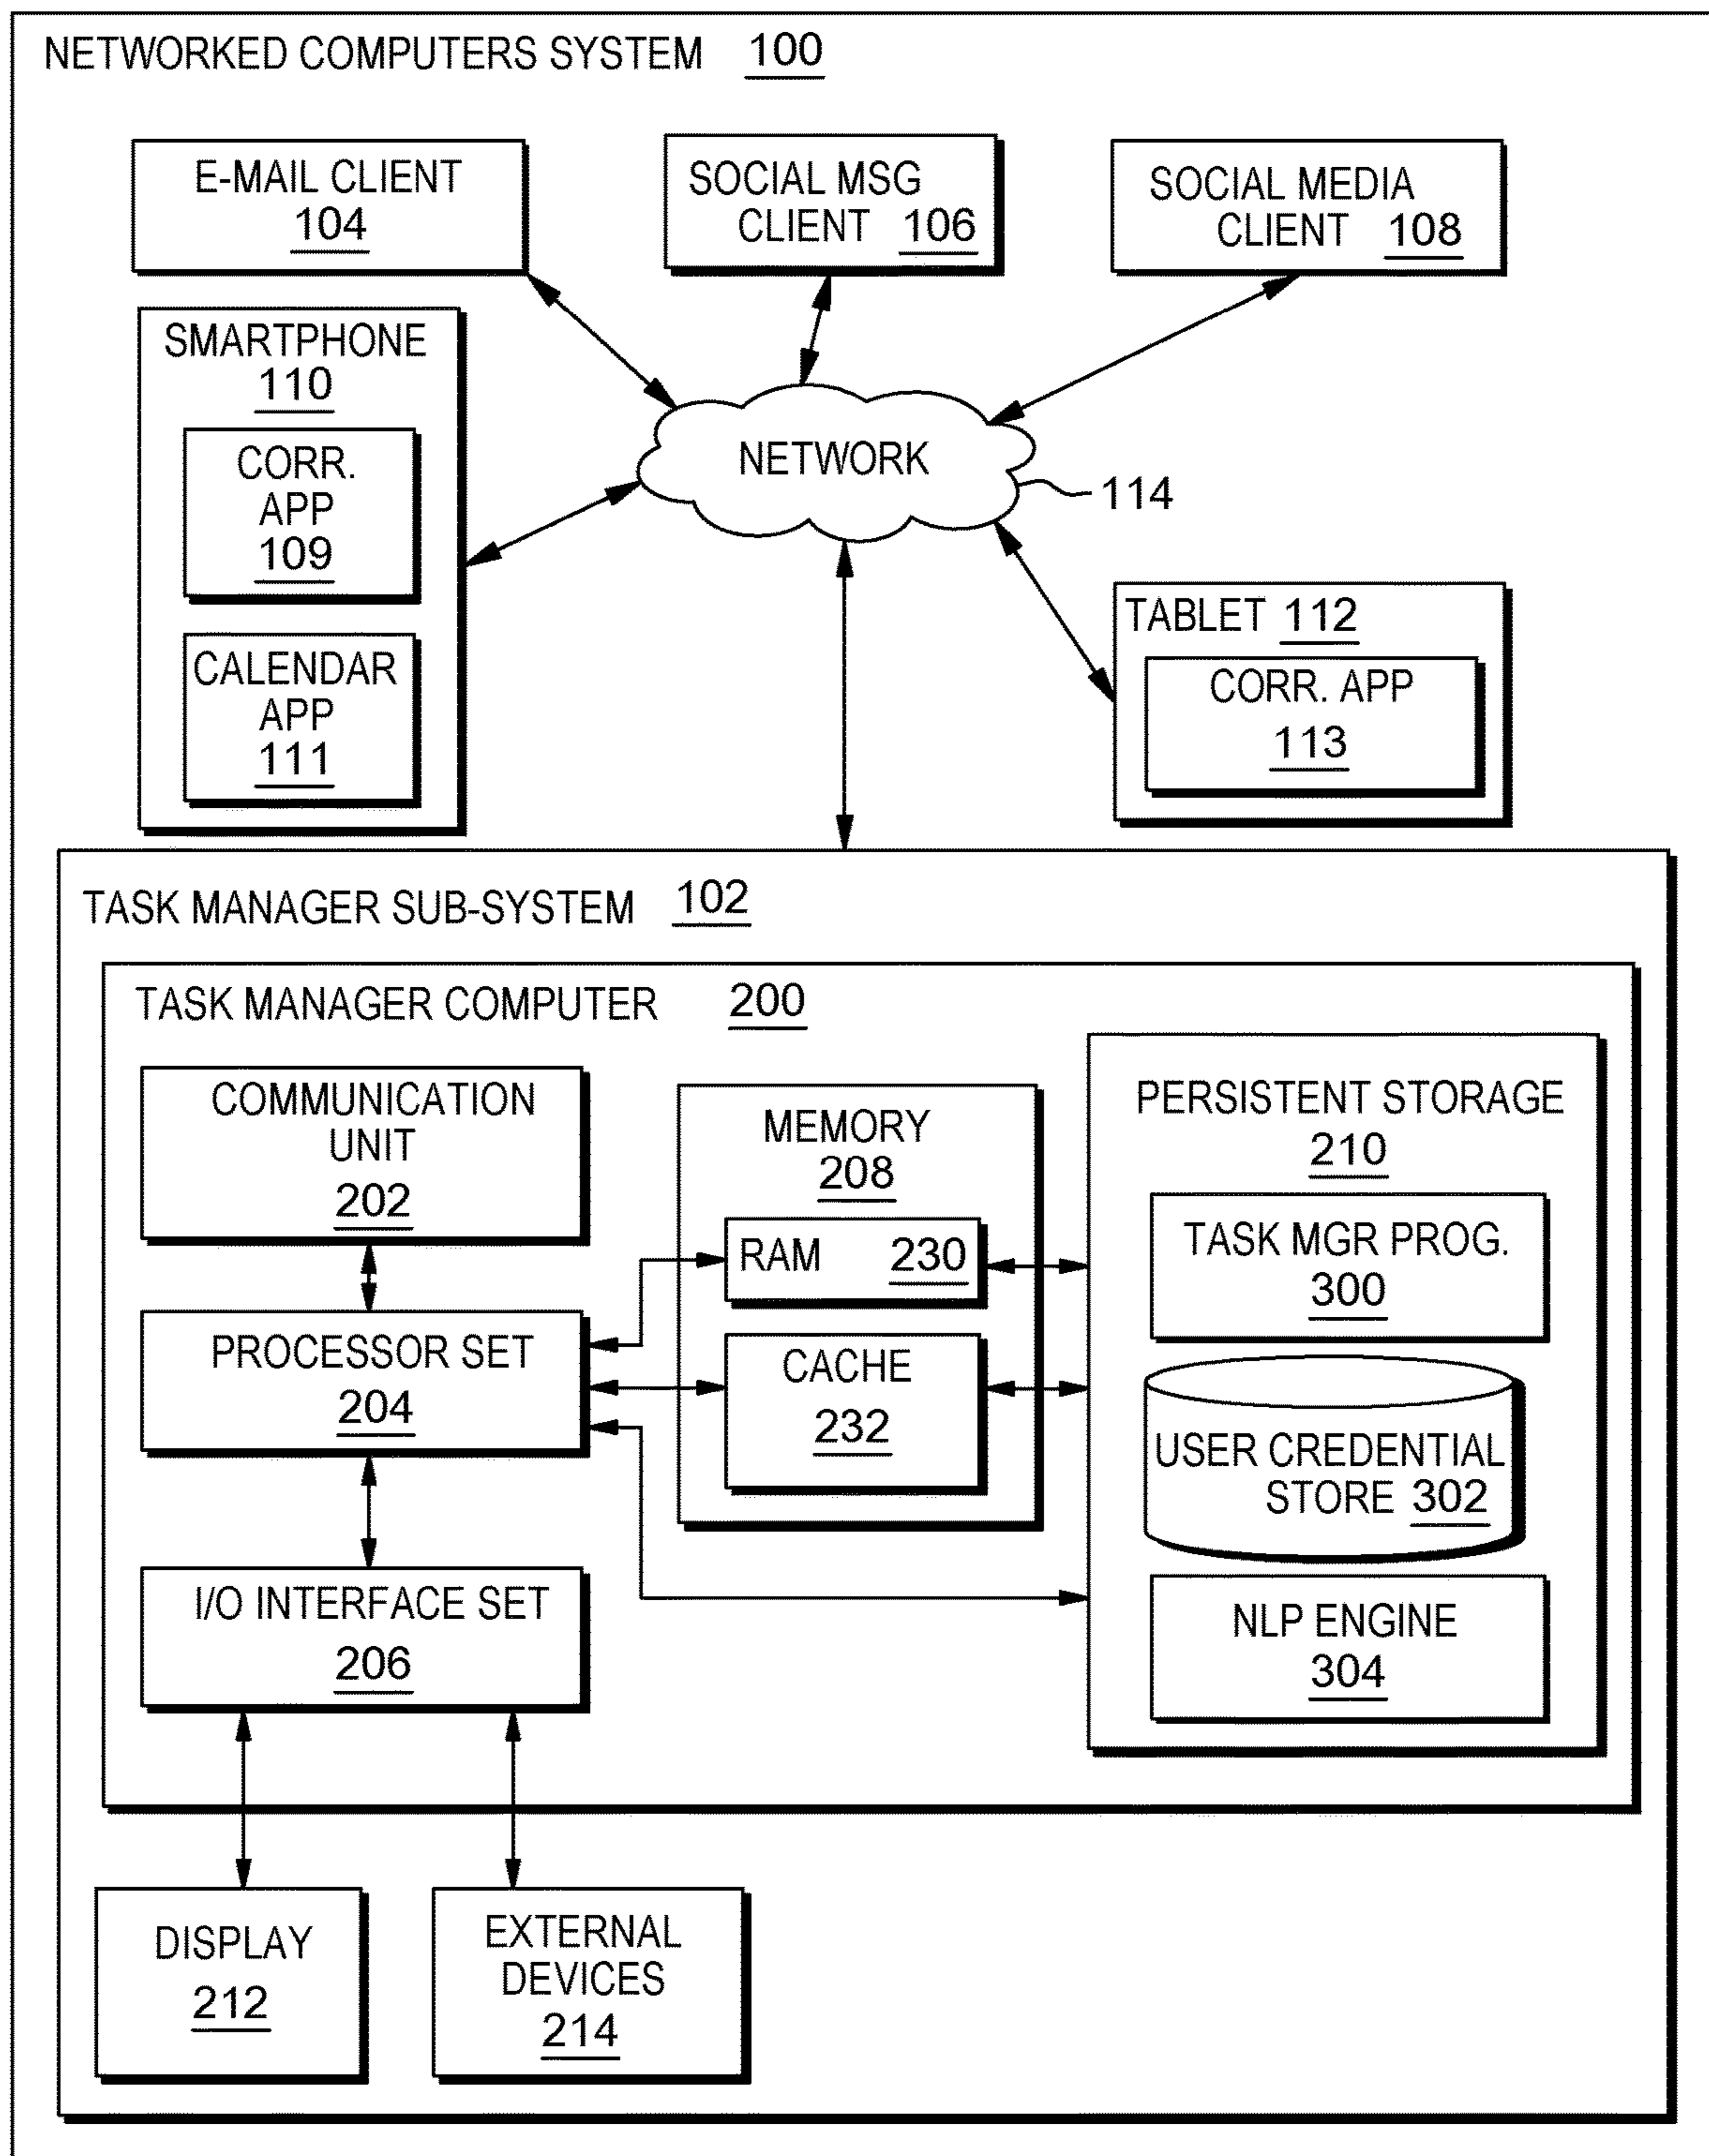 NETWORKED COMPUTERS SYSTEM 100
E-MAIL CLIENT
104
SOCIAL MSG
CLIENT 106
SOCIAL MEDIA
CLIENT 108
SMARTPHONE
110
CORR.
APP
109
CALENDAR
APP
111
NETWORK
114
TABLET 112
CORR. APP
113
TASK MANAGER SUB-SYSTEM 102
TASK MANAGER COMPUTER 200
COMMUNICATION
UNIT
202
PROCESSOR SET
204
I/O INTERFACE SET
206
MEMORY
208
RAM 230
CACHE
232
PERSISTENT STORAGE
210
TASK MGR PROG.
300
USER CREDENTIAL
STORE 302
NLP ENGINE
304
DISPLAY
212
EXTERNAL
DEVICES
214